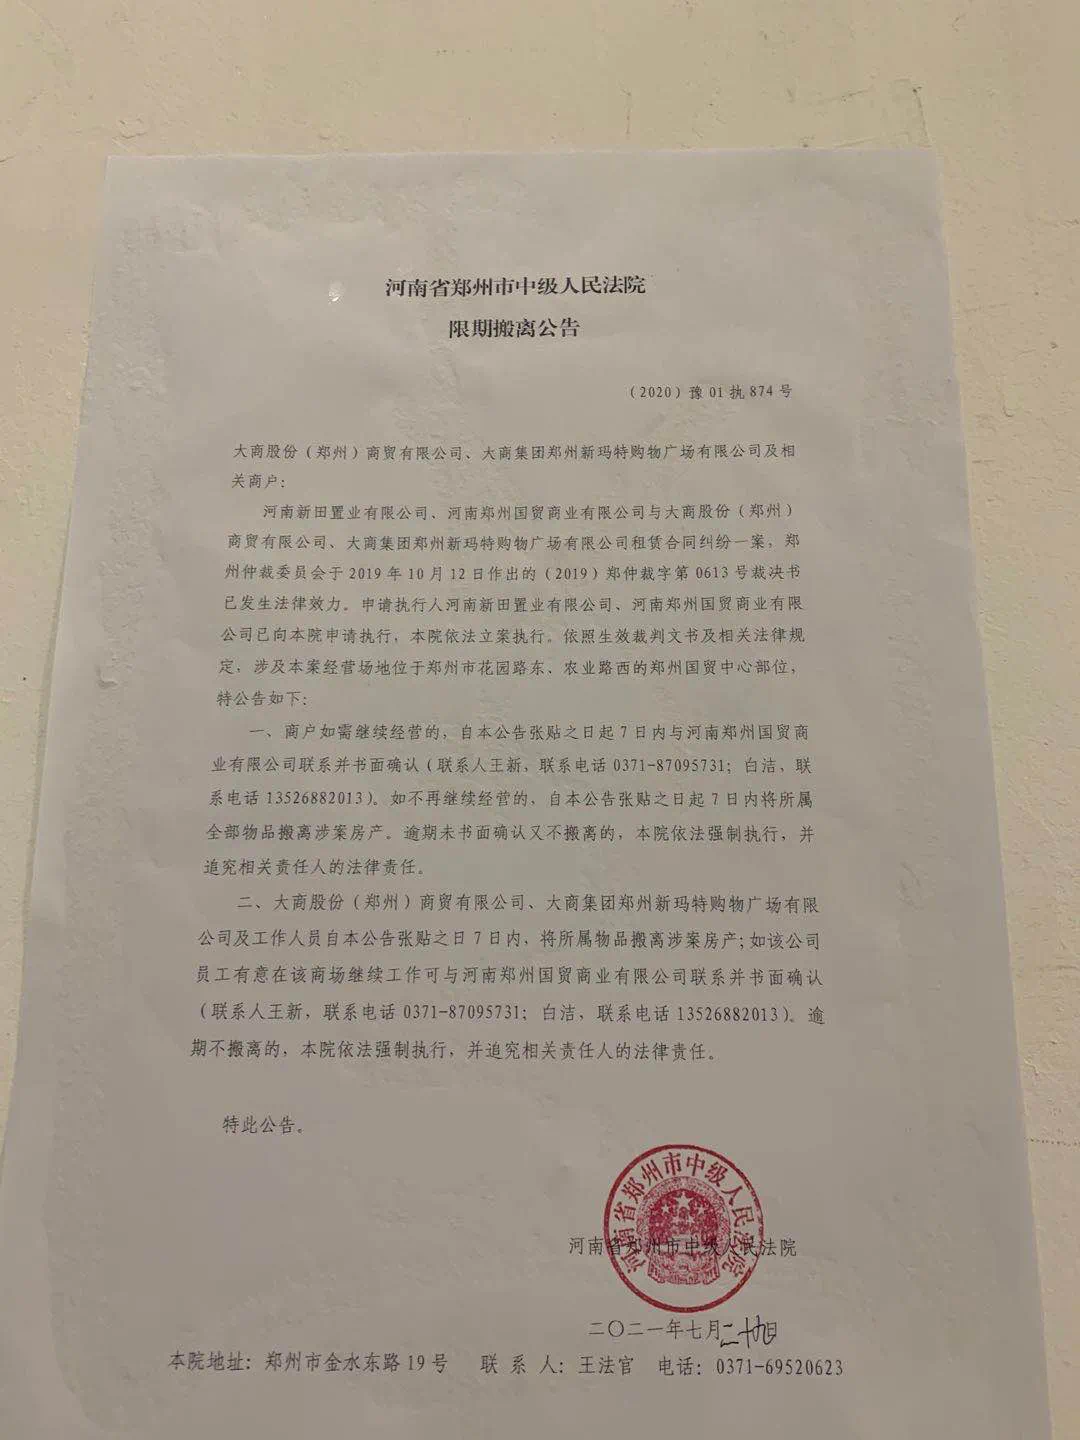 河南省郑州市中级人民法院
限期搬离公告
（2020）豫01执874号
大商股份（郑州）商贸有限公司、大商集团郑州新玛特购物广场有限公司及相
关商户：
河南新田置业有限公司、河南郑州国贸商业有限公司与大商股份（郑州）
商贸有限公司、大商集团郑州新玛特购物广场有限公司租赁合同纠纷一案，郑
州仲裁委员会于2019年10月12日作出的（2019）郑仲裁字第0613号裁决书
已发生法律效力。申请执行人河南新田置业有限公司、河南郑州国贸商业有限
公司已向本院申请执行，本院依法立案执行。依照生效裁判文书及相关法律规
定，涉及本案经营场地位于郑州市花园路东、农业路西的郑州国贸中心部位，
特公告如下：
一、商户如需继续经营的，自本公告张贴之日起7日内与河南郑州国贸商
业有限公司联系并书面确认（联系人王新，联系电话0371-87095731；白洁、联
系电话13526882013）。如不再继续经营的，自本公告张贴之日起7日内将所属
全部物品搬离涉案房产。逾期未书面确认又不搬离的，本院依法强制执行，并
追究相关责任人的法律责任。
二、大商股份（郑州）商贸有限公司、大商集团郑州新玛特购物广场有限
公司及工作人员自本公告张贴之日7日内，将所属物品搬离涉案房产；如该公司
员工有意在该商场继续工作可与河南郑州国贸商业有限公司联系并书面确认
（联系人王新，联系电话0371-87095731；白洁，联系电话13526882013）。逾
期不搬离的，本院依法强制执行，并追究相关责任人的法律责任。
特此公告。
河南省郑州市中级人民法院
河南省郑州市中级人民法院
二〇二一年七月二十九日
本院地址：郑州市金水东路19号 联系人：王法官 电话：0371-69520623